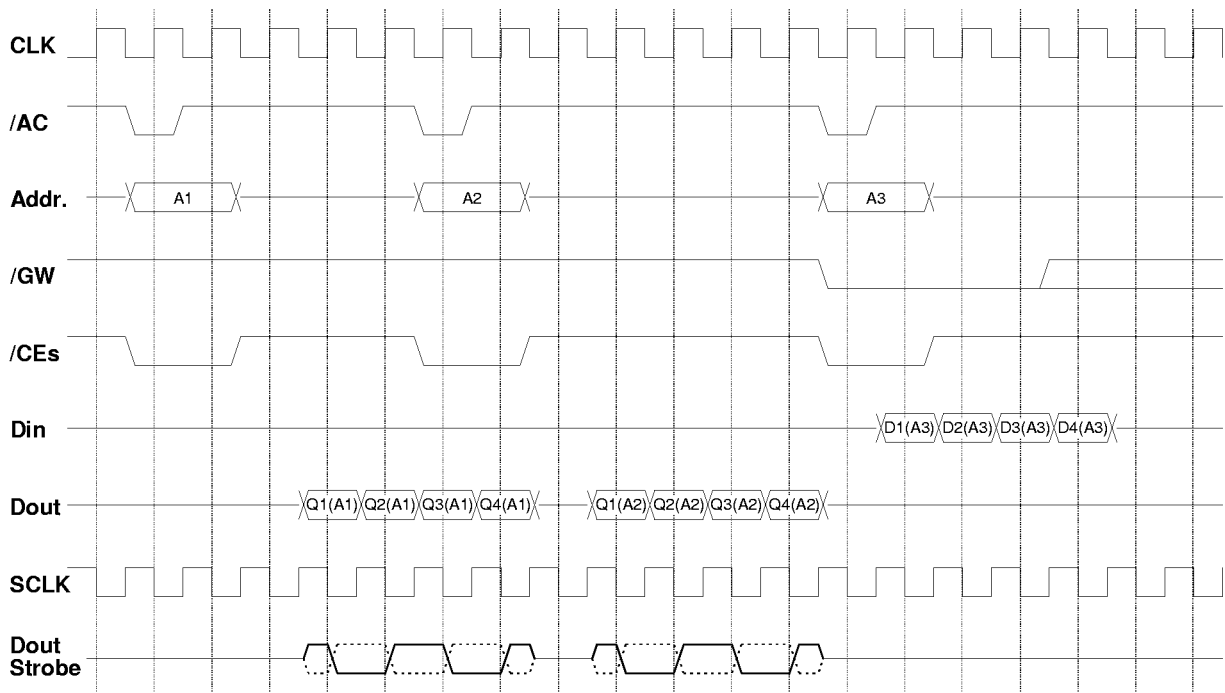 CLK
/AC
Addr. A1 A2 A3
/GW
/CEs
Din D1(A3) D2(A3) D3(A3) D4(A3)
Dout Q1(A1) Q2(A1) Q3(A1) Q4(A1) Q1(A2) Q2(A2) Q3(A2) Q4(A2)
SCLK
Dout
Strobe